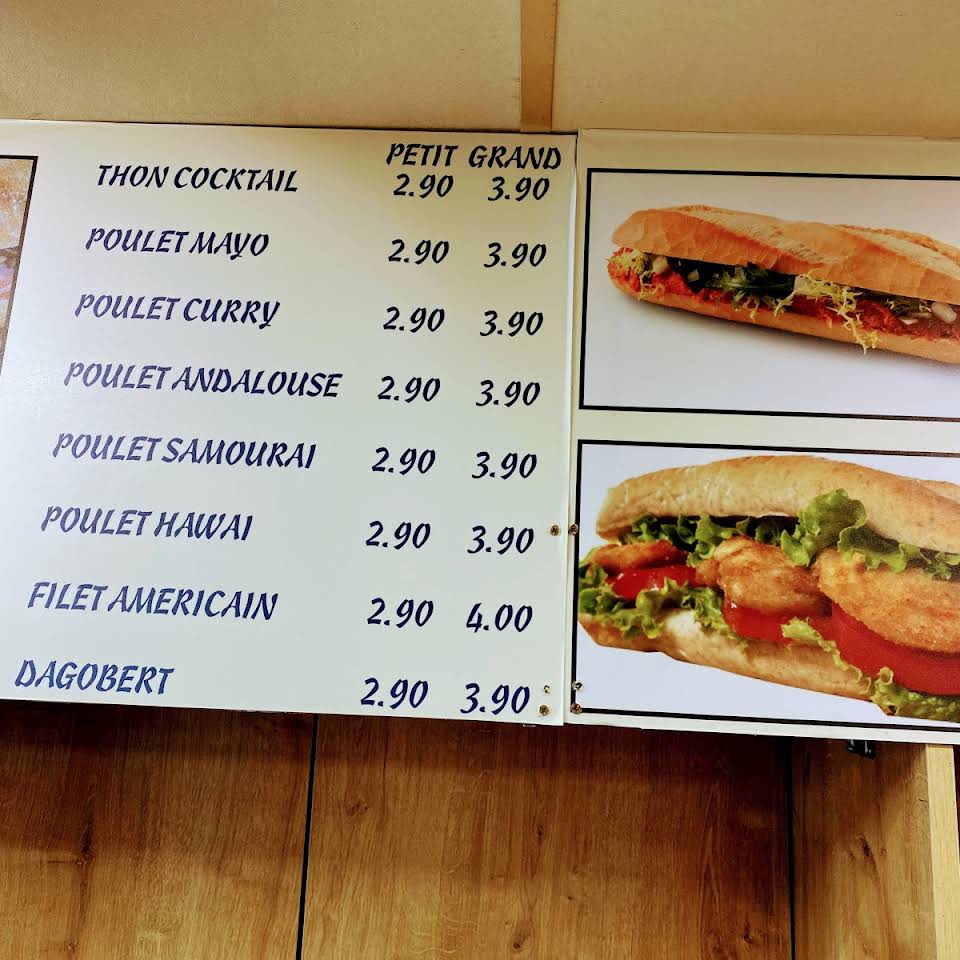 PETIT GRAND
THON COCKTAIL 2.90 3.90
POULET MAYO 2.90 3.90
POULET CURRY 2.90 3.90
POULET ANDALOUSE 2.90 3.90
POULET SAMOURAI 2.90 3.90
POULET HAWAI 2.90 3.90
FILET AMERICAIN 2.90 4.00
DAGOBERT 2.90 3.90